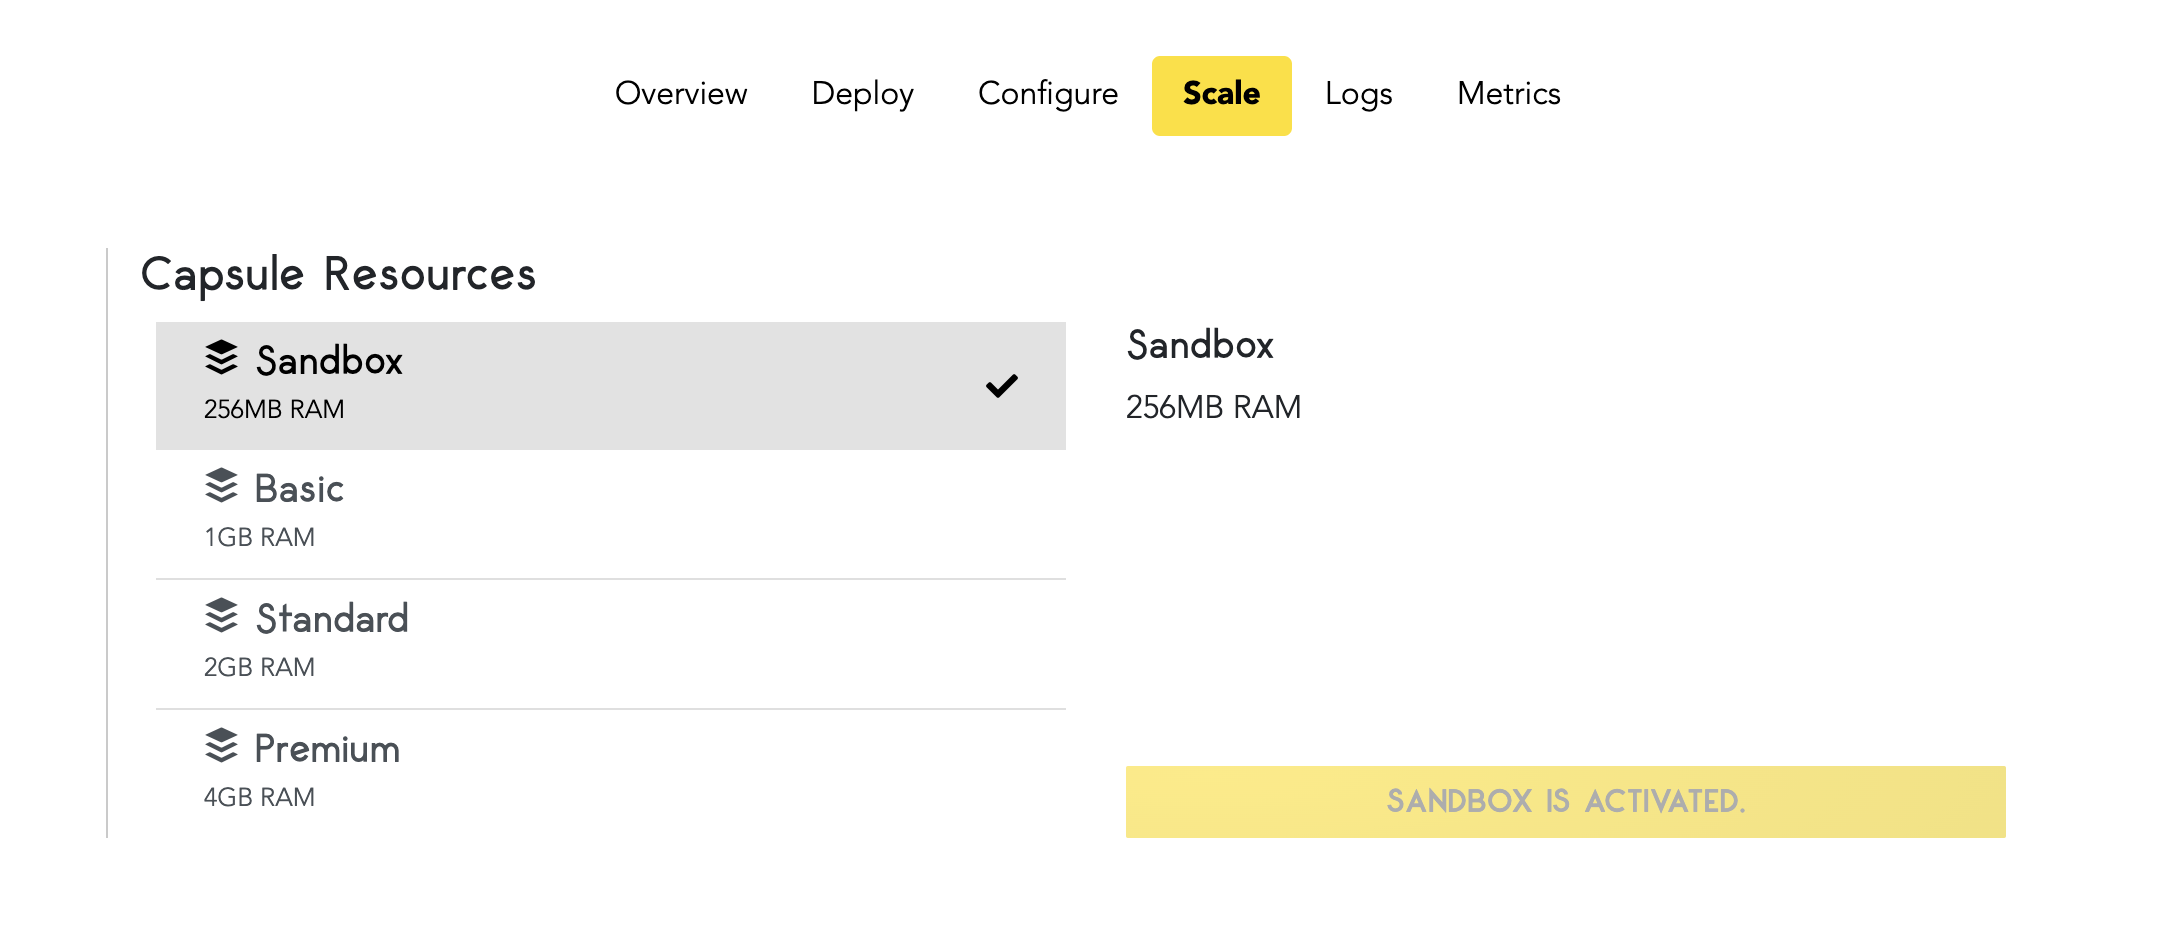 Overview Deploy Configure Scale Logs Metrics
Capsule Resources
Sandbox
256MB RAM
Basic
1GB RAM
Standard
2GB RAM
Premium
4GB RAM
Sandbox
256MB RAM
SANDBOX IS ACTIVATED.